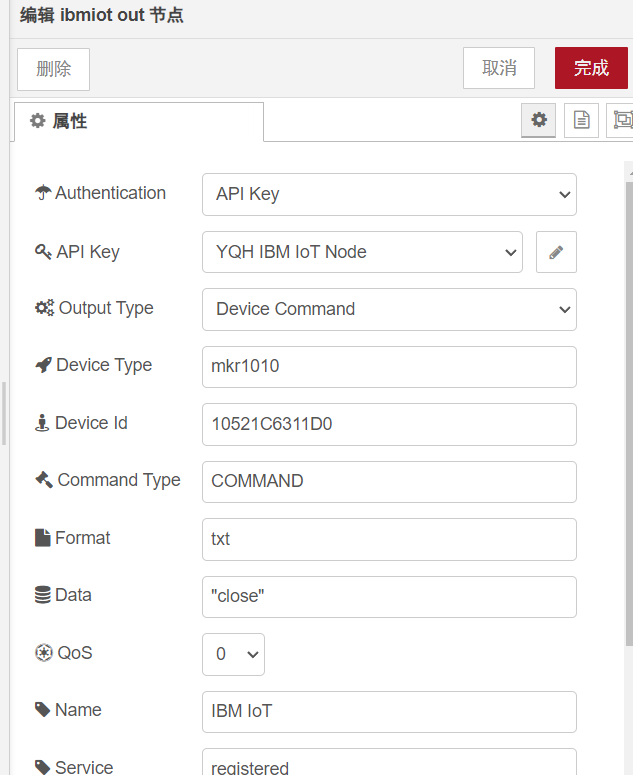 编辑 ibmiot out 节点
删除 取消 完成
属性
Authentication API Key
API Key YQH IBM IoT Node
Output Type Device Command
Device Type mkr1010
Device Id 10521C6311D0
Command Type COMMAND
Format txt
Data "close"
QoS 0
Name IBM IoT
Service registered